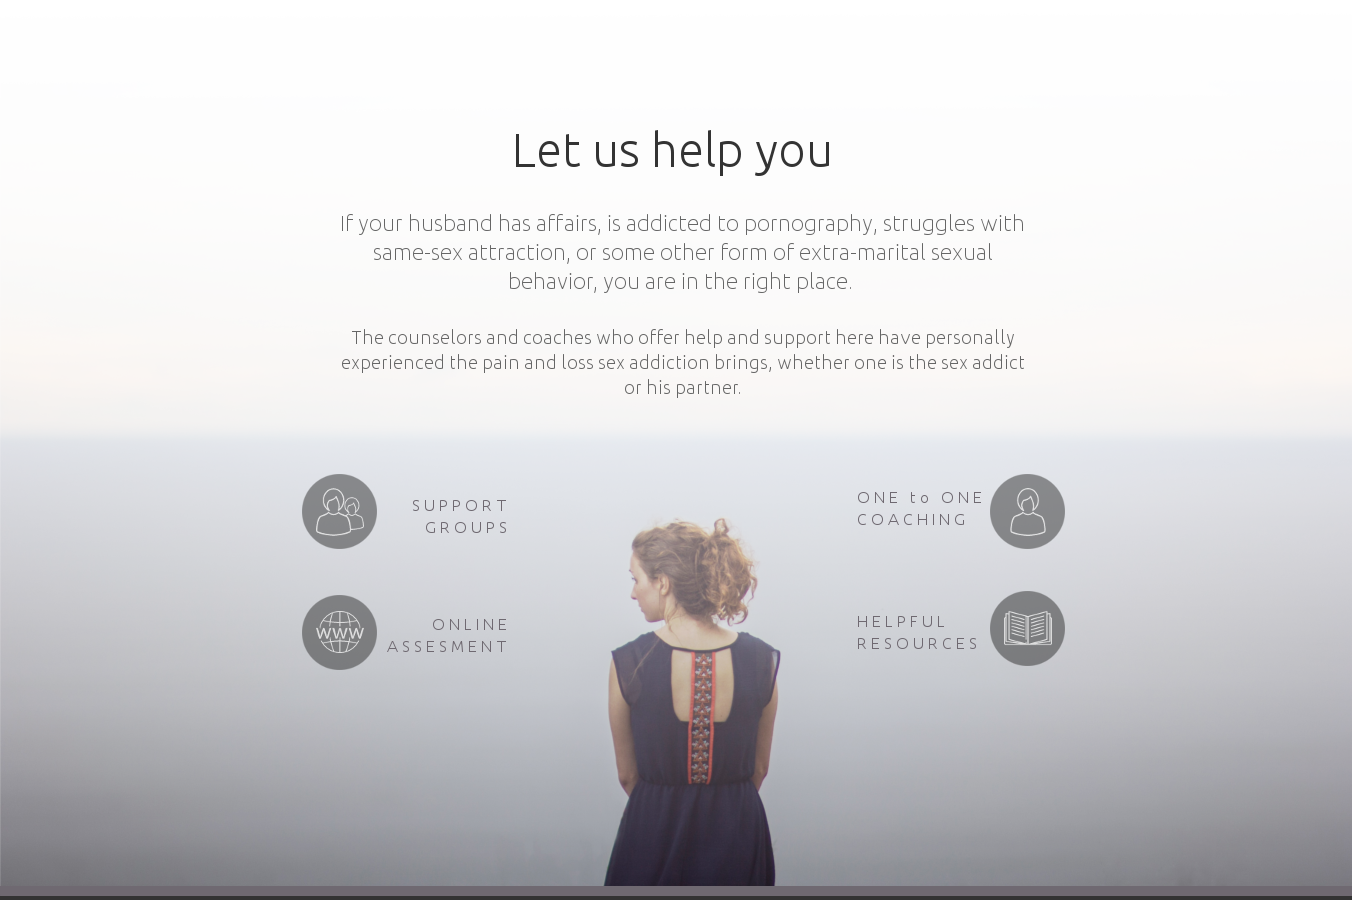 Let us help you
If your husband has affairs, is addicted to pornography, struggles with
same-sex attraction, or some other form of extra-marital sexual
behavior, you are in the right place.
The counselors and coaches who offer help and support here have personally
experienced the pain and loss sex addiction brings, whether one is the sex addict
or his partner.
SUPPORT
GROUPS
ONE to ONE
COACHING
WWW
ONLINE
ASSESMENT
HELPFUL
RESOURCES